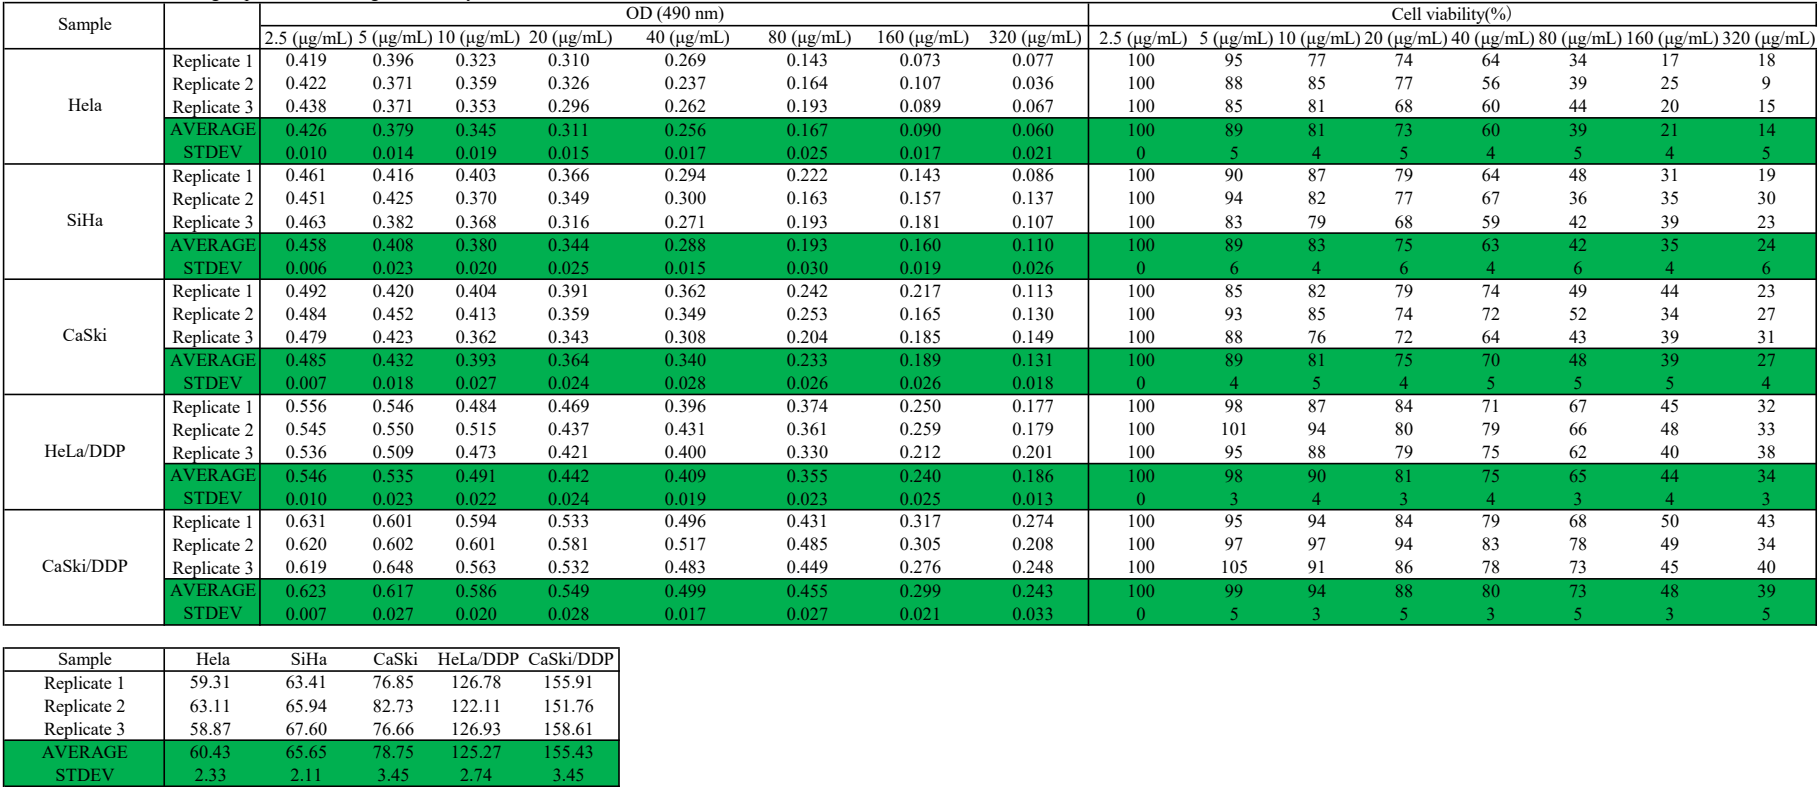 Sample OD (490 nm) Cell viability(%)
2.5 (μg/mL) 5 (μg/mL) 10 (μg/mL) 20 (μg/mL) 40 (μg/mL) 80 (μg/mL) 160 (μg/mL) 320 (μg/mL) 2.5 (μg/mL) 5 (μg/mL) 10 (μg/mL) 20 (μg/mL) 40 (μg/mL) 80 (μg/mL) 160 (μg/mL) 320 (μg/mL)
Replicate 1 0.419 0.396 0.323 0.310 0.269 0.143 0.073 0.077 100 95 77 74 64 34 17 18
Replicate 2 0.422 0.371 0.359 0.326 0.237 0.164 0.107 0.036 100 88 85 77 56 39 25 9
Hela Replicate 3 0.438 0.371 0.353 0.296 0.262 0.193 0.089 0.067 100 85 81 68 60 44 20 15
AVERAGE 0.426 0.379 0.345 0.311 0.256 0.167 0.090 0.060 100 89 81 73 60 39 21 14
STDEV 0.010 0.014 0.019 0.015 0.017 0.025 0.017 0.021 0 5 4 5 4 5 4 5
Replicate 1 0.461 0.416 0.403 0.366 0.294 0.222 0.143 0.086 100 90 87 79 64 48 31 19
Replicate 2 0.451 0.425 0.370 0.349 0.300 0.163 0.157 0.137 100 94 82 77 67 36 35 30
SiHa Replicate 3 0.463 0.382 0.368 0.316 0.271 0.193 0.181 0.107 100 83 79 68 59 42 39 23
AVERAGE 0.458 0.408 0.380 0.344 0.288 0.193 0.160 0.110 100 89 83 75 63 42 35 24
STDEV 0.006 0.023 0.020 0.025 0.015 0.030 0.019 0.026 0 6 4 6 4 6 4 6
Replicate 1 0.492 0.420 0.404 0.391 0.362 0.242 0.217 0.113 100 85 82 79 74 49 44 23
Replicate 2 0.484 0.452 0.413 0.359 0.349 0.253 0.165 0.130 100 93 85 74 72 52 34 27
CaSki Replicate 3 0.479 0.423 0.362 0.343 0.308 0.204 0.185 0.149 100 88 76 72 64 43 39 31
AVERAGE 0.485 0.432 0.393 0.364 0.340 0.233 0.189 0.131 100 89 81 75 70 48 39 27
STDEV 0.007 0.018 0.027 0.024 0.028 0.026 0.026 0.018 0 4 5 4 5 5 5 4
Replicate 1 0.556 0.546 0.484 0.469 0.396 0.374 0.250 0.177 100 98 87 84 71 67 45 32
Replicate 2 0.545 0.550 0.515 0.437 0.431 0.361 0.259 0.179 100 101 94 80 79 66 48 33
HeLa/DDP Replicate 3 0.536 0.509 0.473 0.421 0.400 0.330 0.212 0.201 100 95 88 79 75 62 40 38
AVERAGE 0.546 0.535 0.491 0.442 0.409 0.355 0.240 0.186 100 98 90 81 75 65 44 34
STDEV 0.010 0.023 0.022 0.024 0.019 0.023 0.025 0.013 0 3 4 3 4 3 4 3
Replicate 1 0.631 0.601 0.594 0.533 0.496 0.431 0.317 0.274 100 95 94 84 79 68 50 43
Replicate 2 0.620 0.602 0.601 0.581 0.517 0.485 0.305 0.208 100 97 97 94 83 78 49 34
CaSki/DDP Replicate 3 0.619 0.648 0.563 0.532 0.483 0.449 0.276 0.248 100 105 91 86 78 73 45 40
AVERAGE 0.623 0.617 0.586 0.549 0.499 0.455 0.299 0.243 100 99 94 88 80 73 48 39
STDEV 0.007 0.027 0.020 0.028 0.017 0.027 0.021 0.033 0 5 3 5 3 5 3 5
Sample Hela SiHa CaSki HeLa/DDP CaSki/DDP
Replicate 1 59.31 63.41 76.85 126.78 155.91
Replicate 2 63.11 65.94 82.73 122.11 151.76
Replicate 3 58.87 67.60 76.66 126.93 158.61
AVERAGE 60.43 65.65 78.75 125.27 155.43
STDEV 2.33 2.11 3.45 2.74 3.45